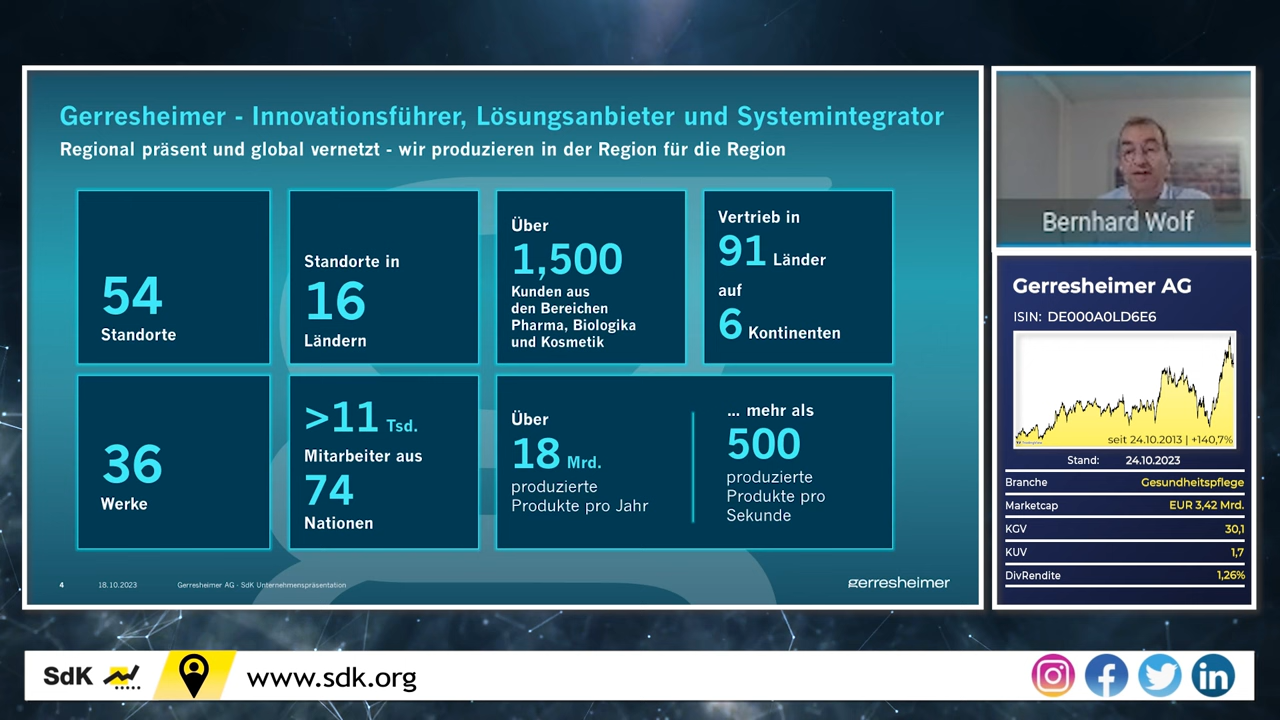 Gerresheimer - Innovationsführer, Lösungsanbieter und Systemintegrator
Regional präsent und global vernetzt - wir produzieren in der Region für die Region
54
Standorte
Standorte in
16
Ländern
Über
1,500
Kunden aus
den Bereichen
Pharma, Biologika
und Kosmetik
Vertrieb in
91 Länder
auf
6 Kontinenten
36
Werke
>11 Tsd.
Mitarbeiter aus
74
Nationen
Über
18 Mrd.
produzierte
Produkte pro Jahr
... mehr als
500
produzierte
Produkte pro
Sekunde
4 18.10.2023 Gerresheimer AG - SdK Unternehmenspräsentation
gerresheimer
Bernhard Wolf
Gerresheimer AG
ISIN: DE000A0LD6E6
seit 24.10.2013 | +140,7%
Stand: 24.10.2023
Branche Gesundheitspflege
Marketcap EUR 3,42 Mrd.
KGV 30,1
KUV 1,7
DivRendite 1,26%
SdK
www.sdk.org